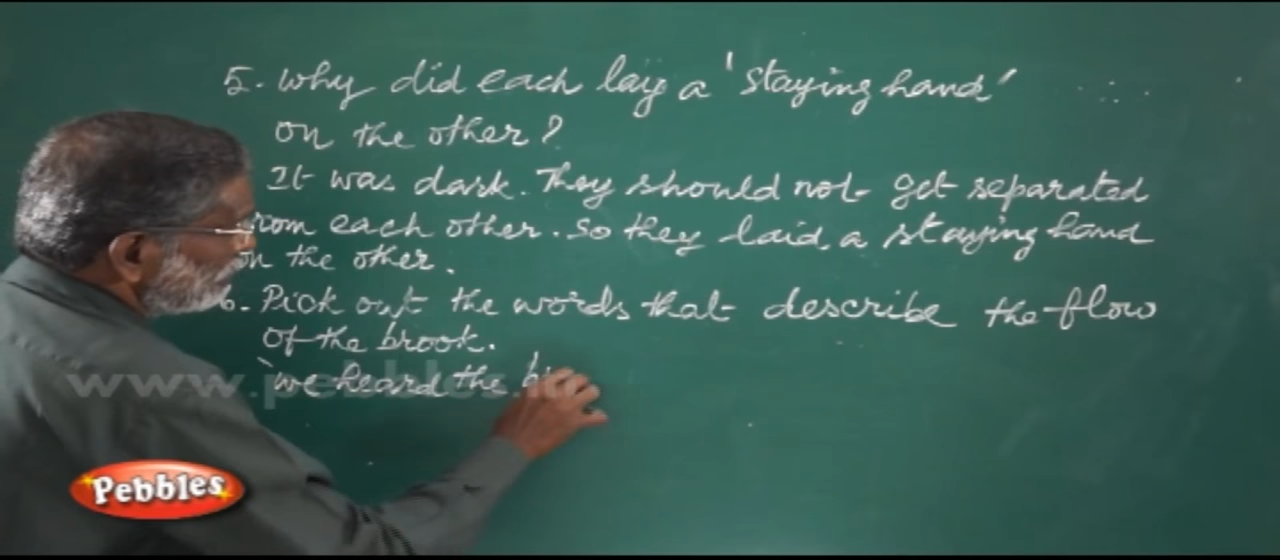 5. Why did each lay a 'staying hand'
on the other?
It was dark. They should not get separated
rom each other. So they laid a staying hand
on the other.
6. Pick out the words that describe the flow
of the brook.
'we heard the
www.pebbles.in
Pebbles